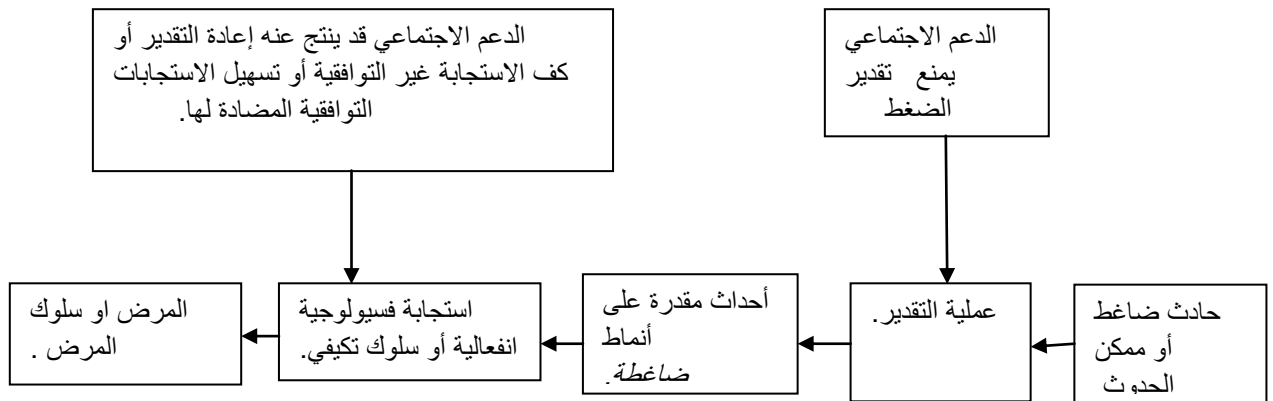 الدعم الاجتماعي
يمنع تقدير
الضغط
الدعم الاجتماعي قد ينتج عنه إعادة التقدير أو
كف الاستجابة غير التوافقية أو تسهيل الاستجابات
التوافقية المضادة لها.
حادث ضاغط
أو ممكن
الحدوث
عملية التقدير.
أحداث مقدرة على
أنماط
ضاغطة.
استجابة فسيولوجية
انفعالية أو سلوك تكيفي.
المرض او سلوك
المرض .